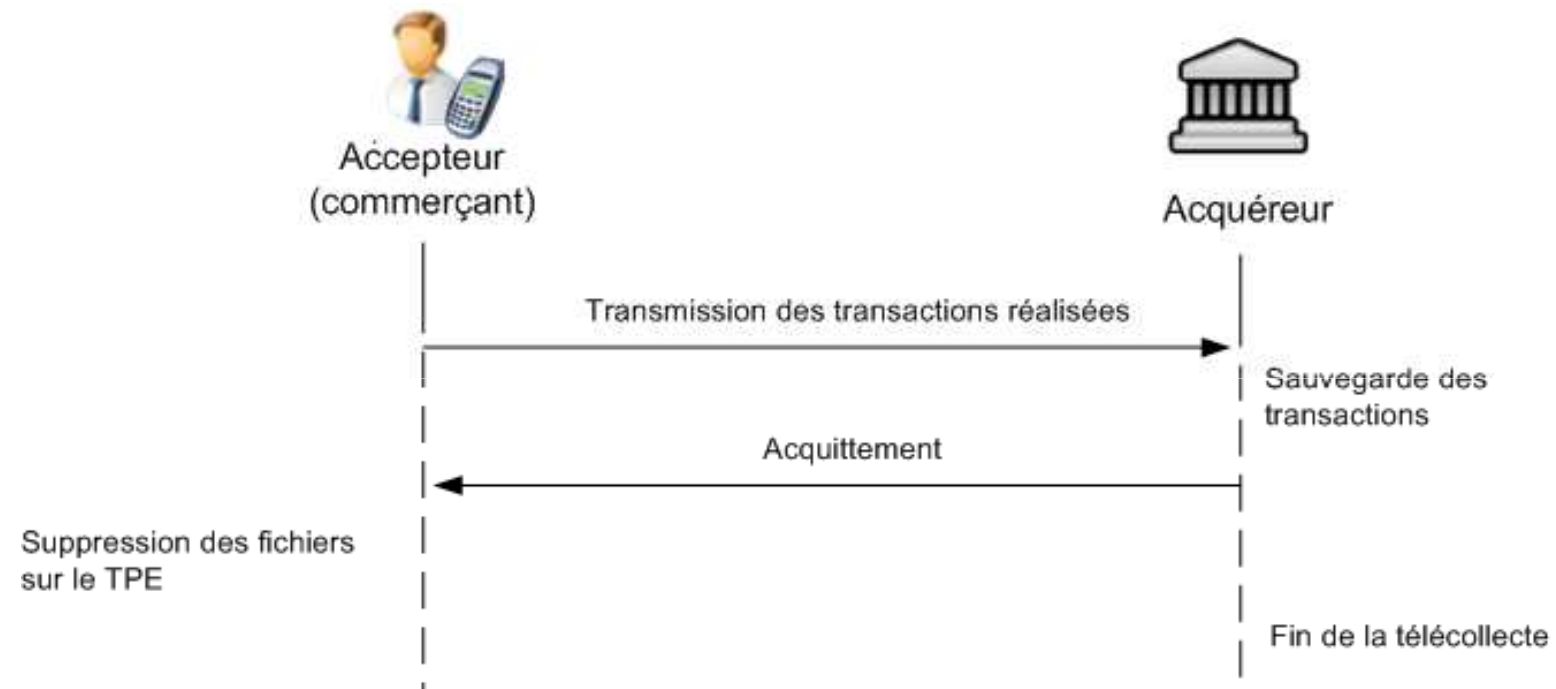 Accepteur
(commerçant)
Acquéreur
Transmission des transactions réalisées
Sauvegarde des
transactions
Acquittement
Suppression des fichiers
sur le TPE
Fin de la télécollecte